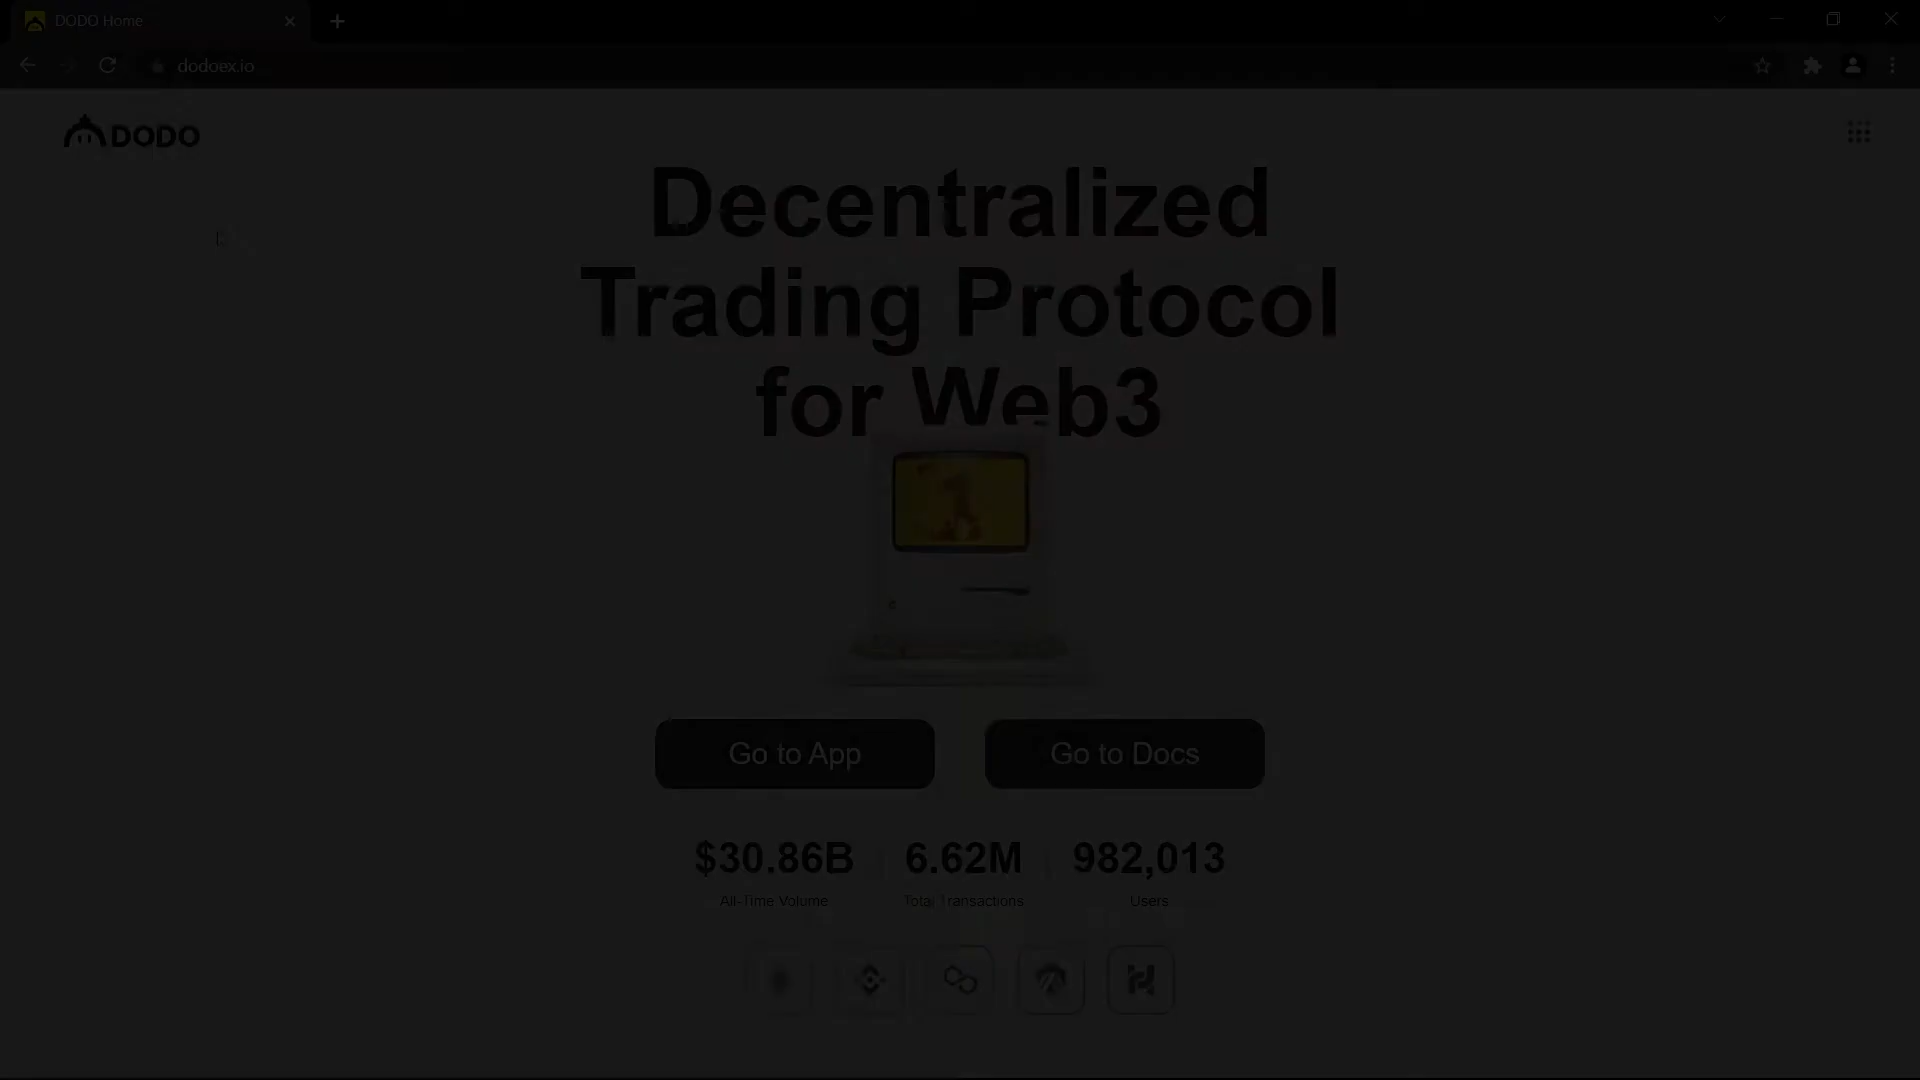 DODO Home
dodoex.io
DODO
Decentralized
Trading Protocol
for Web3
Go to App
Go to Docs
$30.86B
6.62M
982,013
All-Time Volume
Total Transactions
Users